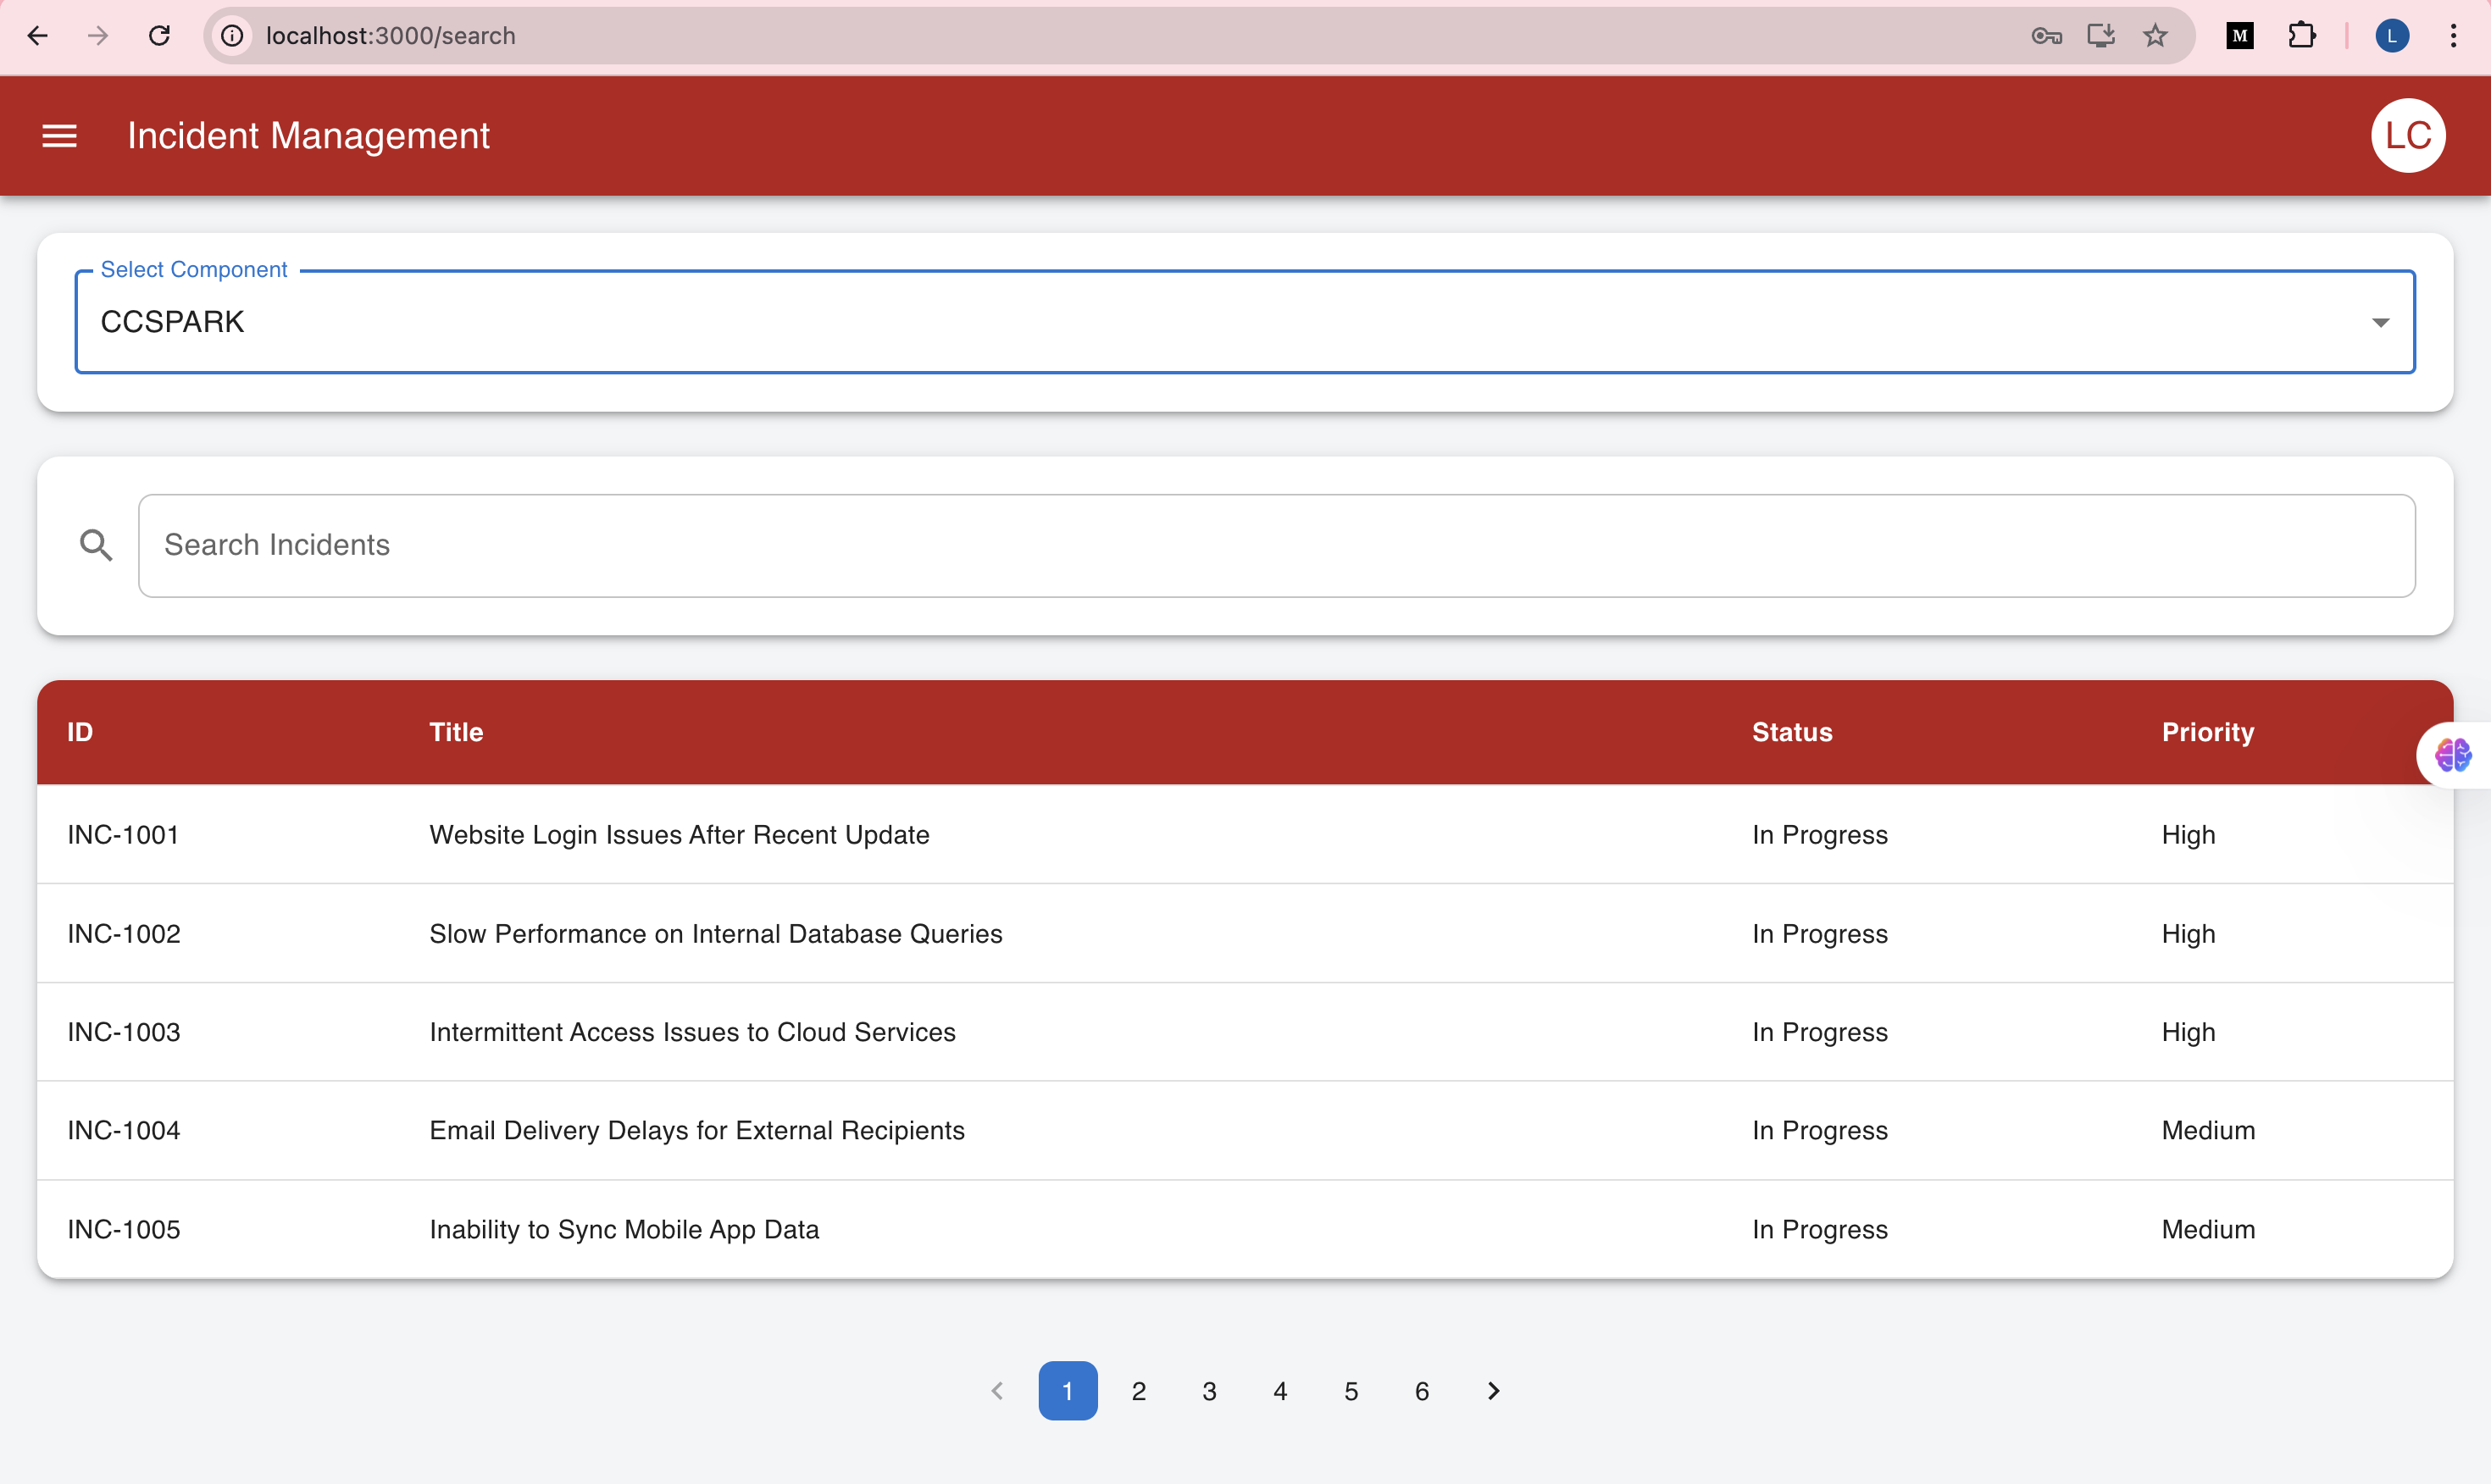 localhost:3000/search
M
L
Incident Management
LC
Select Component
CCSPARK
Search Incidents
ID Title Status Priority
INC-1001 Website Login Issues After Recent Update In Progress High
INC-1002 Slow Performance on Internal Database Queries In Progress High
INC-1003 Intermittent Access Issues to Cloud Services In Progress High
INC-1004 Email Delivery Delays for External Recipients In Progress Medium
INC-1005 Inability to Sync Mobile App Data In Progress Medium
1 2 3 4 5 6